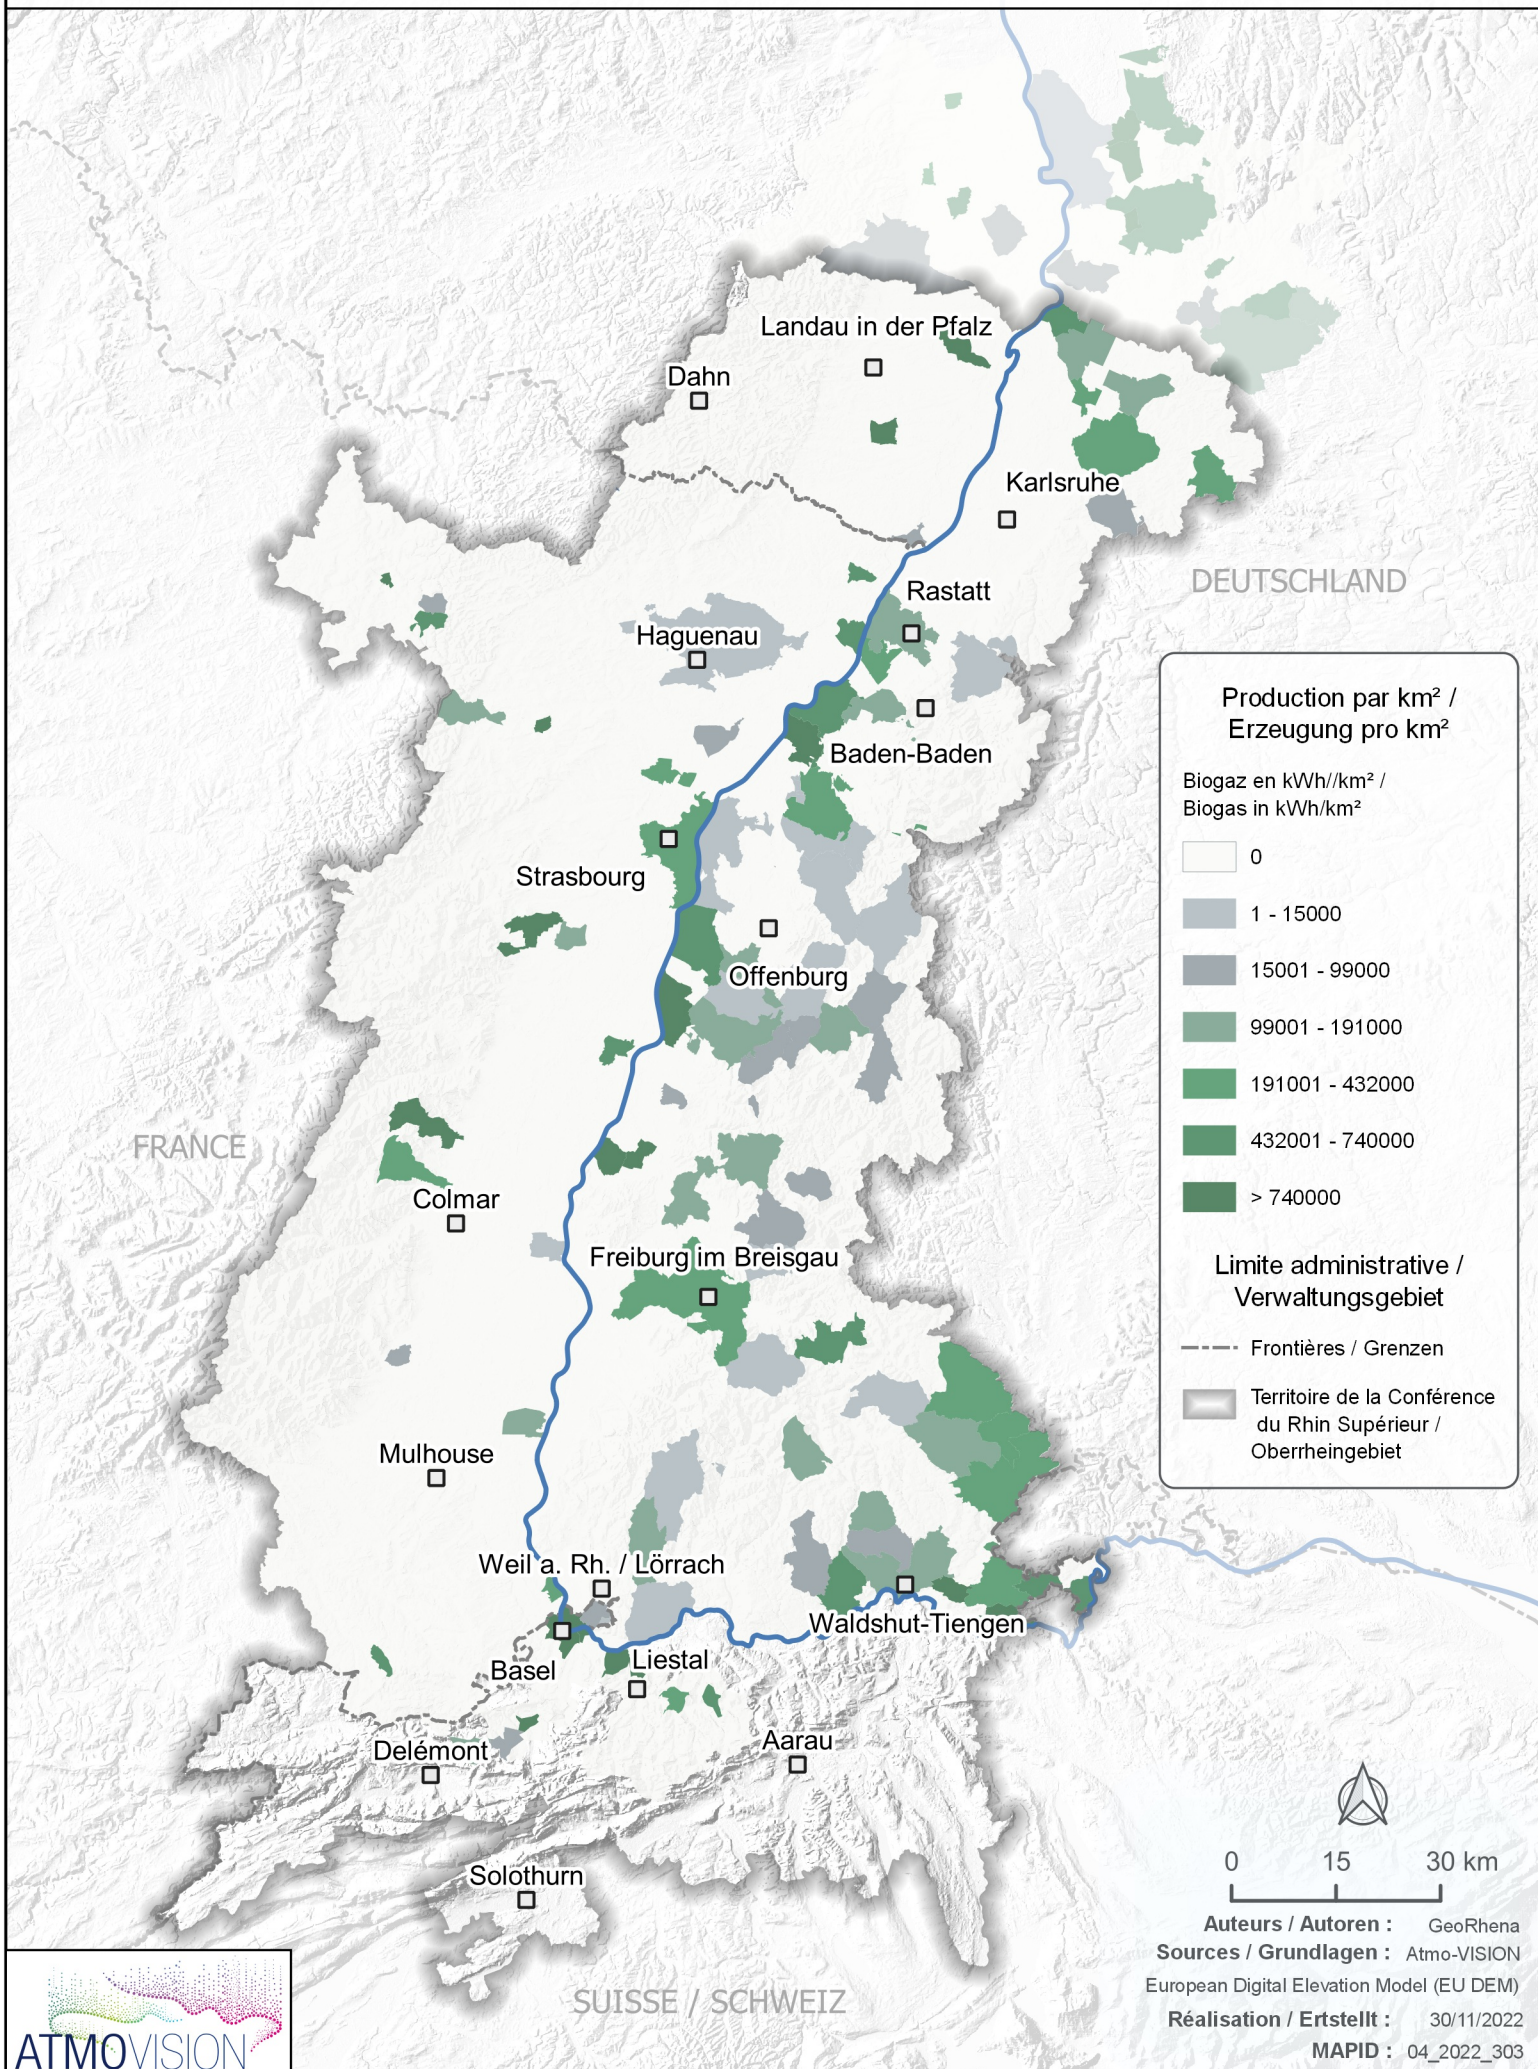 Landau in der Pfalz
Dahn
Karlsruhe
DEUTSCHLAND
Rastatt
Haguenau
Baden-Baden
Strasbourg
Offenburg
FRANCE
Colmar
Freiburg im Breisgau
Mulhouse
Weil a. Rh. / Lörrach
Waldshut-Tiengen
Basel
Liestal
Delémont
Aarau
Solothurn
SUISSE / SCHWEIZ
Production par km² /
Erzeugung pro km²
Biogaz en kWh//km² /
Biogas in kWh/km²
0
1 - 15000
15001 - 99000
99001 - 191000
191001 - 432000
432001 - 740000
> 740000
Limite administrative /
Verwaltungsgebiet
Frontières / Grenzen
Territoire de la Conférence
du Rhin Supérieur /
Oberrheingebiet
0 15 30 km
Auteurs / Autoren : GeoRhena
Sources / Grundlagen : Atmo-VISION
European Digital Elevation Model (EU DEM)
Réalisation / Ertstellt : 30/11/2022
MAPID : 04_2022_303
ATMOVISION